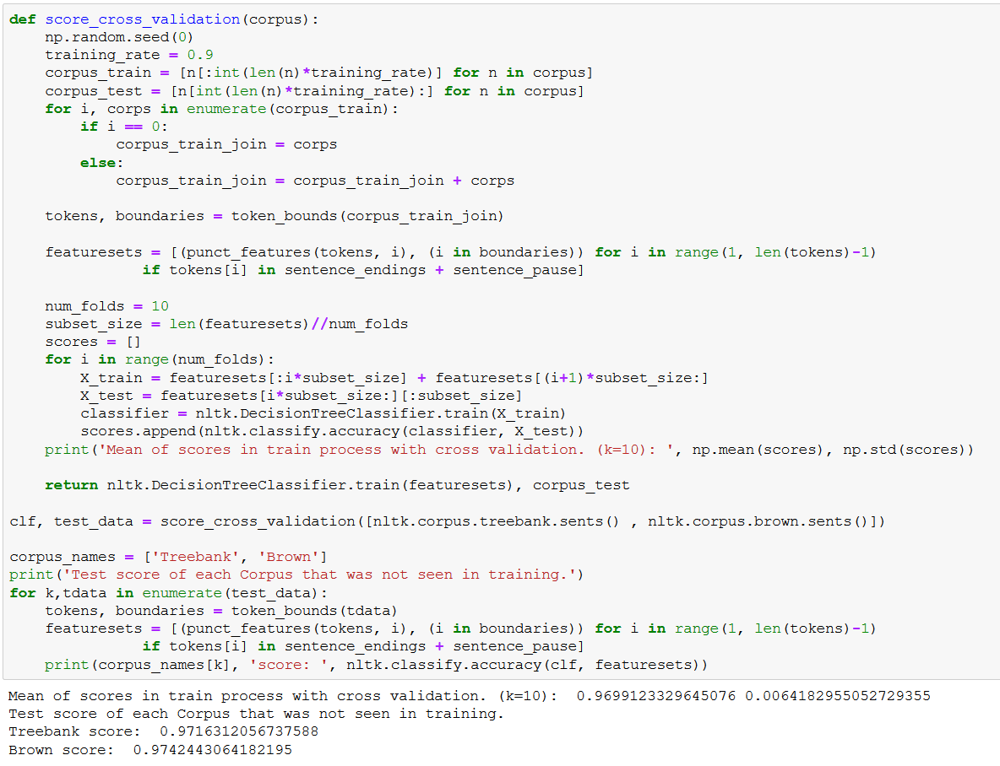 def score_cross_validation(corpus):
    np.random.seed(0)
    training_rate = 0.9
    corpus_train = [n[:int(len(n)*training_rate)] for n in corpus]
    corpus_test = [n[int(len(n)*training_rate):] for n in corpus]
    for i, corps in enumerate(corpus_train):
        if i == 0:
            corpus_train_join = corps
        else:
            corpus_train_join = corpus_train_join + corps

    tokens, boundaries = token_bounds(corpus_train_join)

    featuresets = [(punct_features(tokens, i), (i in boundaries)) for i in range(1, len(tokens)-1)
               if tokens[i] in sentence_endings + sentence_pause]

    num_folds = 10
    subset_size = len(featuresets)//num_folds
    scores = []
    for i in range(num_folds):
        X_train = featuresets[:i*subset_size] + featuresets[(i+1)*subset_size:]
        X_test = featuresets[i*subset_size:][:subset_size]
        classifier = nltk.DecisionTreeClassifier.train(X_train)
        scores.append(nltk.classify.accuracy(classifier, X_test))
    print('Mean of scores in train process with cross validation. (k=10): ', np.mean(scores), np.std(scores))

    return nltk.DecisionTreeClassifier.train(featuresets), corpus_test

clf, test_data = score_cross_validation([nltk.corpus.treebank.sents() , nltk.corpus.brown.sents()])

corpus_names = ['Treebank', 'Brown']
print('Test score of each Corpus that was not seen in training.')
for k,tdata in enumerate(test_data):
    tokens, boundaries = token_bounds(tdata)
    featuresets = [(punct_features(tokens, i), (i in boundaries)) for i in range(1, len(tokens)-1)
               if tokens[i] in sentence_endings + sentence_pause]
    print(corpus_names[k], 'score: ', nltk.classify.accuracy(clf, featuresets))

Mean of scores in train process with cross validation. (k=10):  0.9699123329645076 0.0064182955052729355
Test score of each Corpus that was not seen in training.
Treebank score:  0.9716312056737588
Brown score:  0.9742443064182195